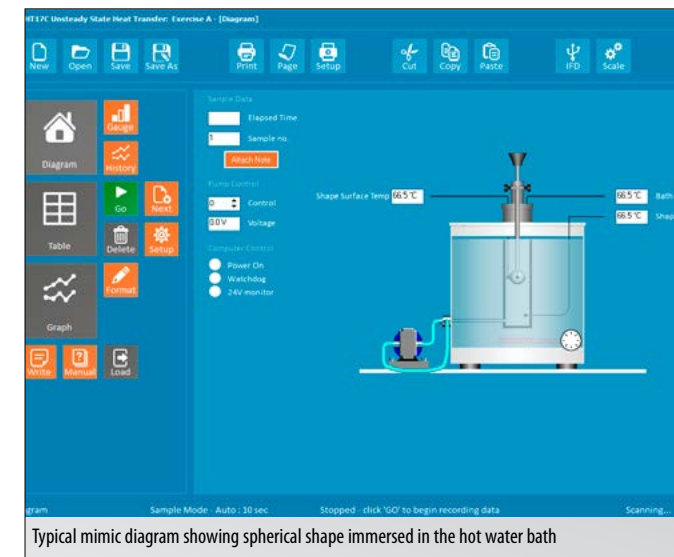 HT17C Unsteady State Heat Transfer: Exercise A - [Diagram]
New Open Save Save As Print Page Setup Cut Copy Paste IFD Scale
Sample Data
Elapsed Time
1 Sample no.
Attach Note
Pump Control
0 Control
0.0 V Voltage
Computer Control
Power On
Watchdog
24V monitor
Diagram
Gauge
History
Table
Go
Next
Delete
Setup
Graph
Format
Write
Manual
Load
Shape Surface Temp 66.5 °C
66.5 °C Bath
66.5 °C Shap
gram Sample Mode - Auto : 10 sec Stopped - click 'GO' to begin recording data Scanning...
Typical mimic diagram showing spherical shape immersed in the hot water bath